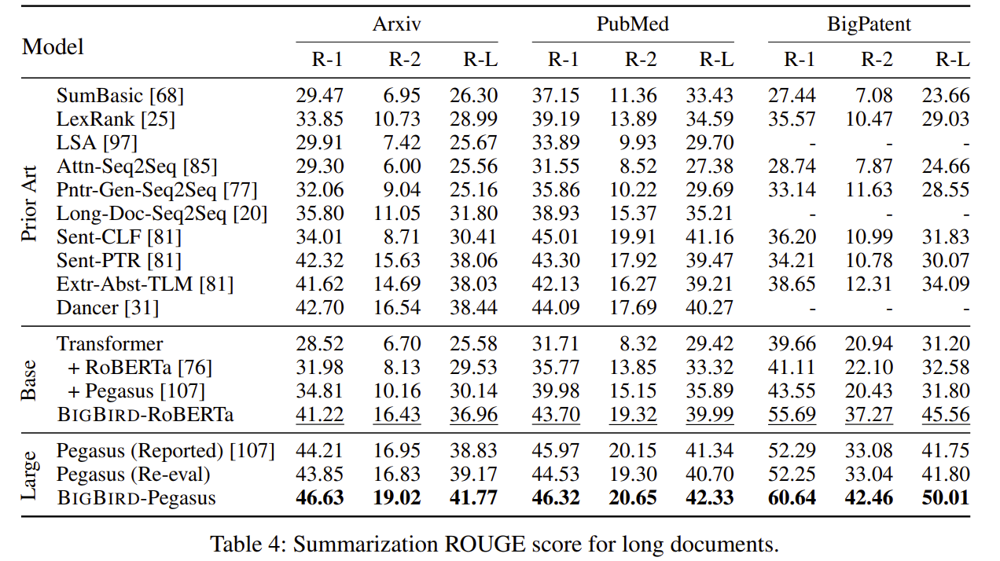 Model Arxiv PubMed BigPatent
R-1 R-2 R-L R-1 R-2 R-L R-1 R-2 R-L
Prior Art
SumBasic [68] 29.47 6.95 26.30 37.15 11.36 33.43 27.44 7.08 23.66
LexRank [25] 33.85 10.73 28.99 39.19 13.89 34.59 35.57 10.47 29.03
LSA [97] 29.91 7.42 25.67 33.89 9.93 29.70 - - -
Attn-Seq2Seq [85] 29.30 6.00 25.56 31.55 8.52 27.38 28.74 7.87 24.66
Pntr-Gen-Seq2Seq [77] 32.06 9.04 25.16 35.86 10.22 29.69 33.14 11.63 28.55
Long-Doc-Seq2Seq [20] 35.80 11.05 31.80 38.93 15.37 35.21 - - -
Sent-CLF [81] 34.01 8.71 30.41 45.01 19.91 41.16 36.20 10.99 31.83
Sent-PTR [81] 42.32 15.63 38.06 43.30 17.92 39.47 34.21 10.78 30.07
Extr-Abst-TLM [81] 41.62 14.69 38.03 42.13 16.27 39.21 38.65 12.31 34.09
Dancer [31] 42.70 16.54 38.44 44.09 17.69 40.27 - - -
Base
Transformer 28.52 6.70 25.58 31.71 8.32 29.42 39.66 20.94 31.20
+ RoBERTa [76] 31.98 8.13 29.53 35.77 13.85 33.32 41.11 22.10 32.58
+ Pegasus [107] 34.81 10.16 30.14 39.98 15.15 35.89 43.55 20.43 31.80
BIGBIRD-RoBERTa 41.22 16.43 36.96 43.70 19.32 39.99 55.69 37.27 45.56
Large
Pegasus (Reported) [107] 44.21 16.95 38.83 45.97 20.15 41.34 52.29 33.08 41.75
Pegasus (Re-eval) 43.85 16.83 39.17 44.53 19.30 40.70 52.25 33.04 41.80
BIGBIRD-Pegasus 46.63 19.02 41.77 46.32 20.65 42.33 60.64 42.46 50.01
Table 4: Summarization ROUGE score for long documents.